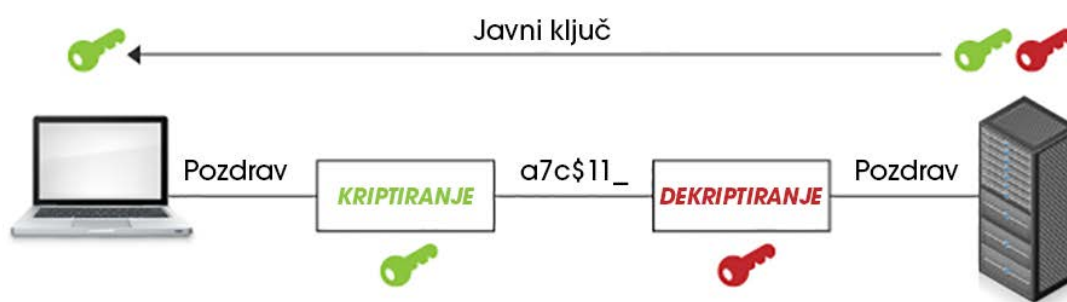 Javni ključ
Pozdrav
KRIPTIRANJE
a7c$11_
DEKRIPTIRANJE
Pozdrav